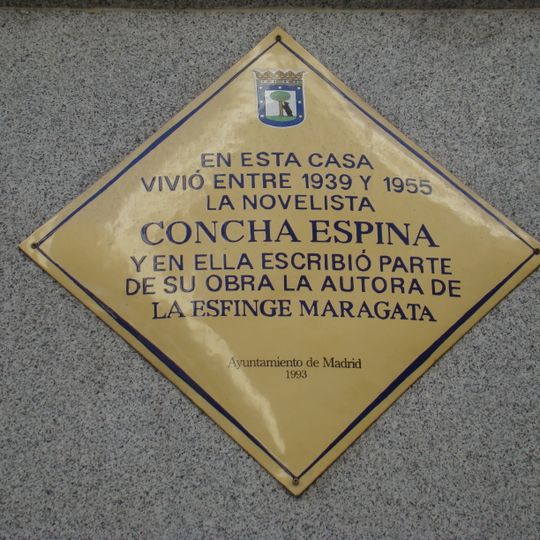 EN ESTA CASA
VIVIÓ ENTRE 1939 Y 1955
LA NOVELISTA
CONCHA ESPINA
Y EN ELLA ESCRIBIÓ PARTE
DE SU OBRA LA AUTORA DE
LA ESFINGE MARAGATA
Ayuntamiento de Madrid
1993